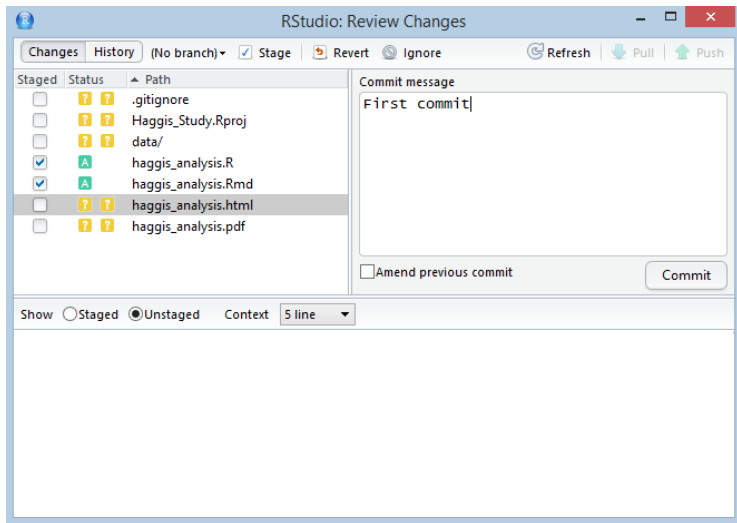 RStudio: Review Changes
Changes History (No branch) Stage Revert Ignore Refresh Pull Push
Staged Status Path
? ? .gitignore
? ? Haggis_Study.Rproj
? ? data/
A haggis_analysis.R
A haggis_analysis.Rmd
? ? haggis_analysis.html
? ? haggis_analysis.pdf
Commit message
First commit
Amend previous commit
Commit
Show Staged Unstaged Context 5 line